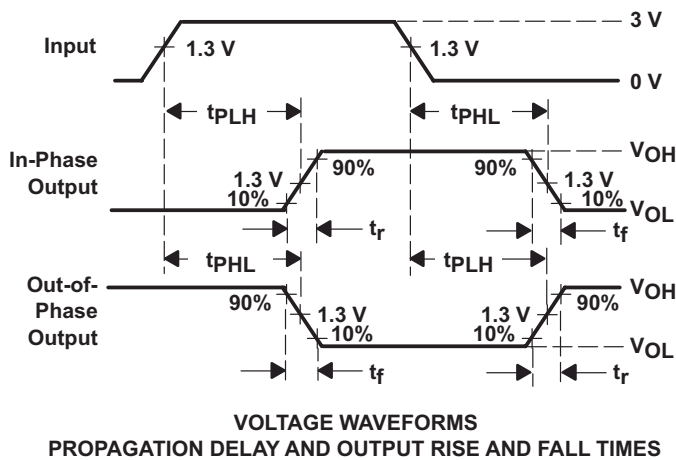 3 V
Input
1.3 V
1.3 V
0 V
tPLH
tPHL
In-Phase
Output
VOH
90%
90%
1.3 V
1.3 V
10%
10%
VOL
tr
tf
tPHL
tPLH
Out-of-
Phase
Output
VOH
90%
90%
1.3 V
1.3 V
10%
10%
VOL
tf
tr
VOLTAGE WAVEFORMS
PROPAGATION DELAY AND OUTPUT RISE AND FALL TIMES